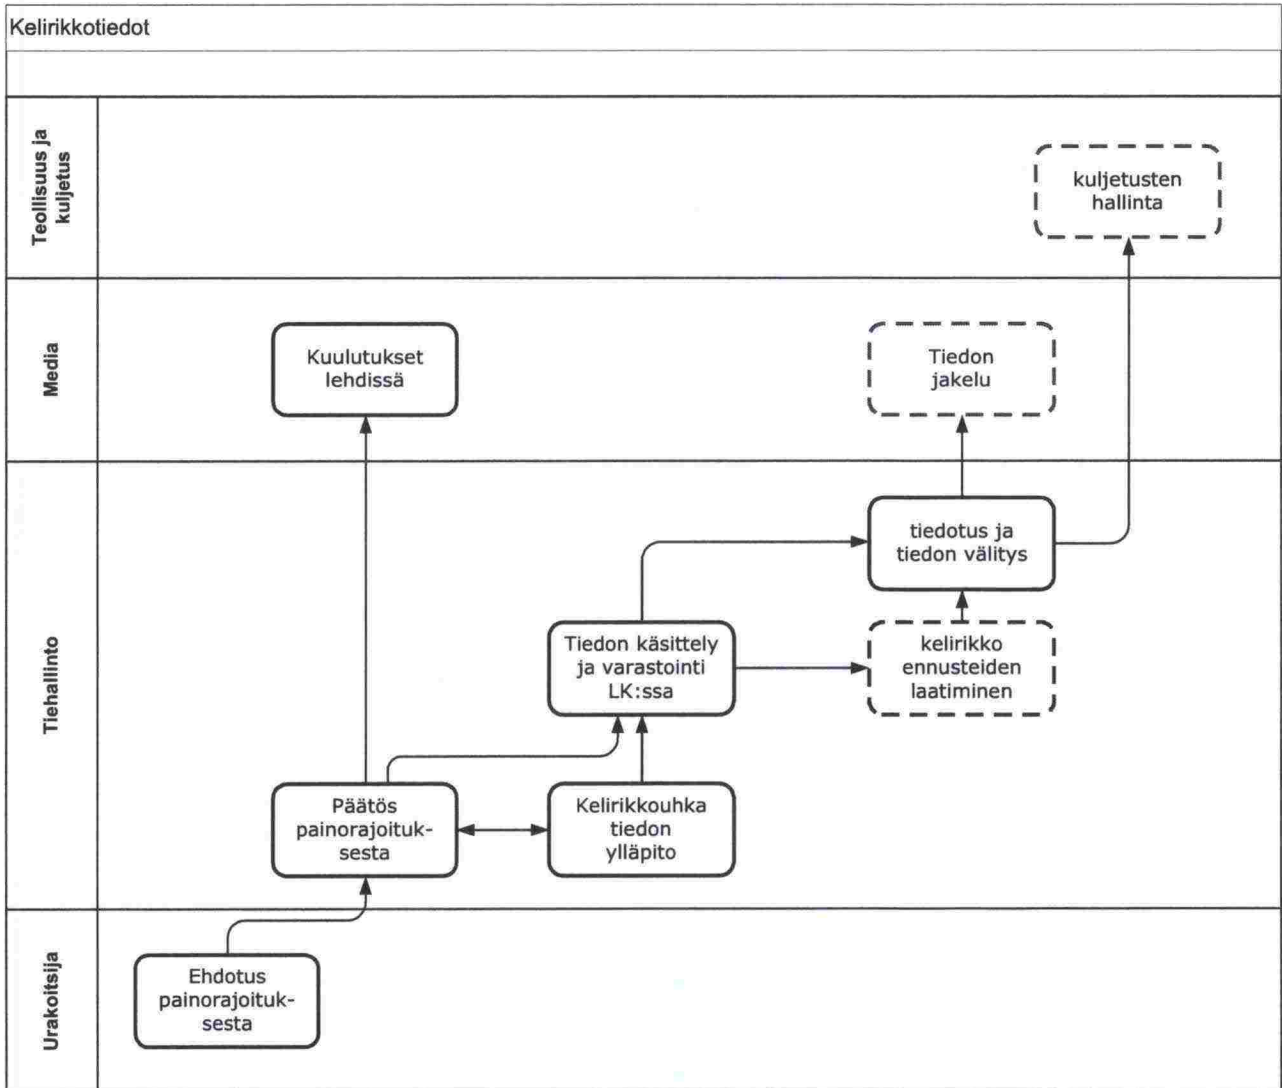 Kelirikkotiedot
Teollisuus ja
kuljetus
kuljetusten
hallinta
Media
Kuulutukset
lehdissä
Tiedon
jakelu
Tiehallinto
tiedotus ja
tiedon välitys
Tiedon käsittely
ja varastointi
LK:ssa
kelirikko
ennusteiden
laatiminen
Päätös
painorajoituk-
sesta
Kelirikkouhka
tiedon
ylläpito
Urakoitsija
Ehdotus
painorajoituk-
sesta